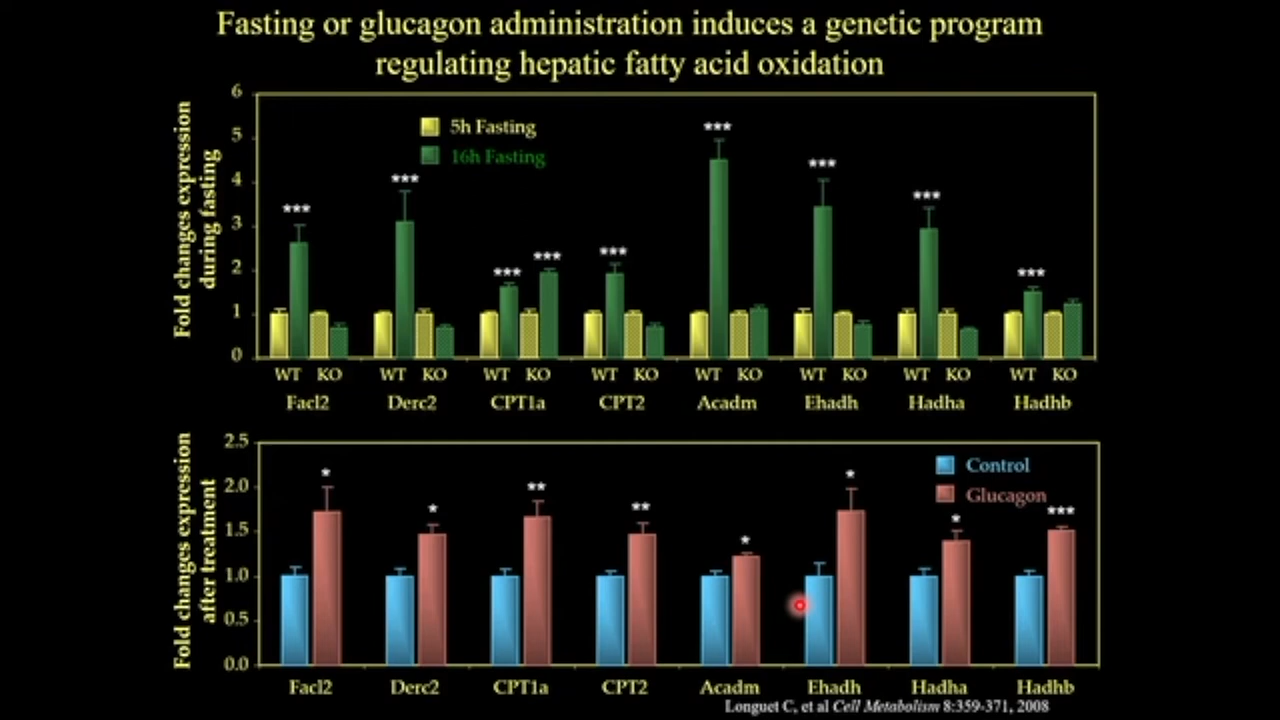 Fasting or glucagon administration induces a genetic program
regulating hepatic fatty acid oxidation
Fold changes expression
during fasting
6
5
4
3
2
1
0
5h Fasting
16h Fasting
*** *** *** *** *** *** *** *** ***
WT KO WT KO WT KO WT KO WT KO WT KO WT KO WT KO
Facl2 Derc2 CPT1a CPT2 Acadm Ehadh Hadha Hadhb
Fold changes expression
after treatment
2.5
2.0
1.5
1.0
0.5
0.0
Control
Glucagon
* * ** ** * * * ***
Facl2 Derc2 CPT1a CPT2 Acadm Ehadh Hadha Hadhb
Longuet C, et al Cell Metabolism 8:359-371, 2008